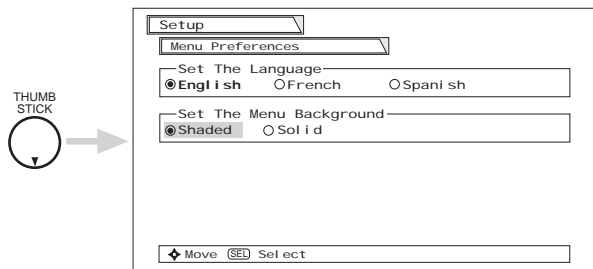 Setup
Menu Preferences
Set The Language
English French Spanish
THUMB
STICK
Set The Menu Background
Shaded Solid
Move SEL Select